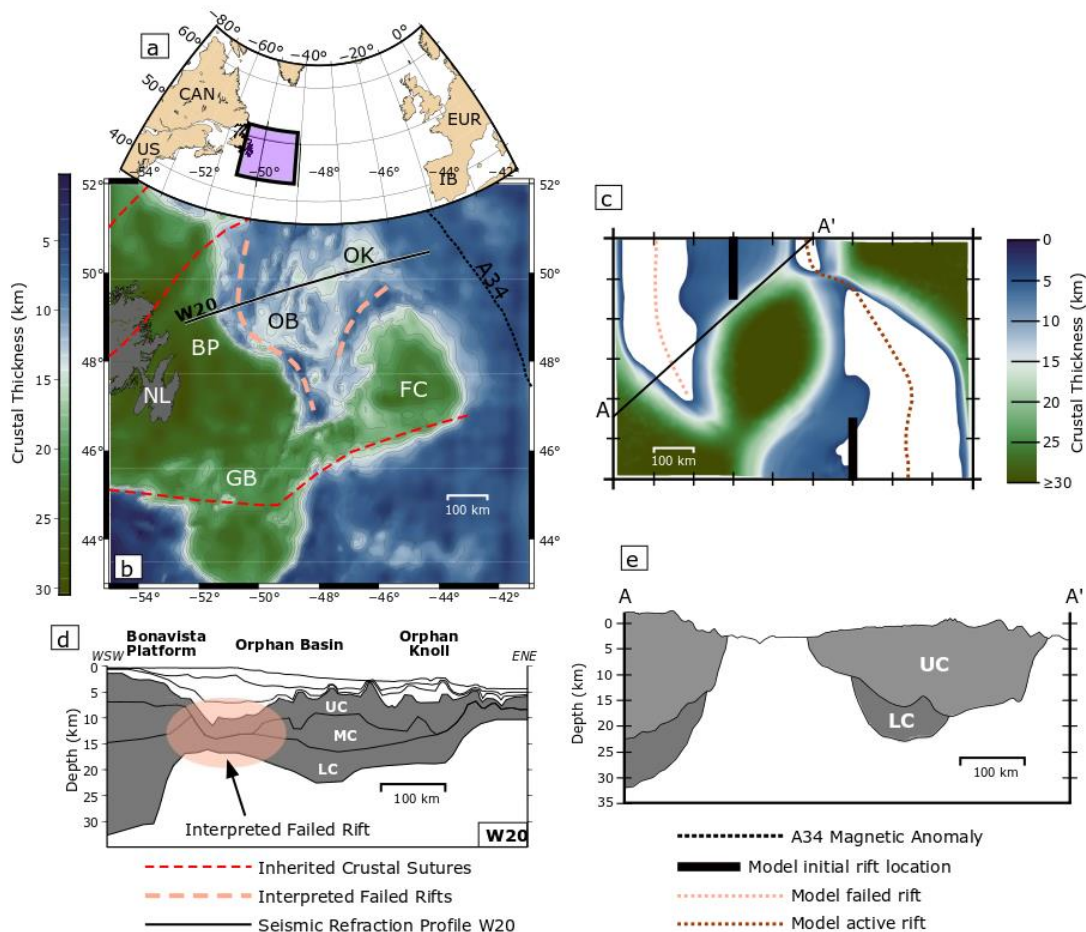 a
−80°
−60°
−40°
−20°
0°
60°
50°
40°
CAN
US
EUR
IB
−54°
−52°
−50°
−48°
−46°
−44°
−42°
52°
52°
50°
50°
48°
48°
46°
46°
44°
44°
−54°
−52°
−50°
−48°
−46°
−44°
−42°
Crustal Thickness (km)
5
10
15
20
25
30
OK
A34
W20
OB
BP
NL
FC
GB
100 km
b
c
A'
A
100 km
0
5
10
15
20
25
≥30
Crustal Thickness (km)
d
Bonavista
Platform
Orphan Basin
Orphan
Knoll
WSW
ENE
0
5
10
15
20
25
30
Depth (km)
UC
MC
LC
100 km
Interpreted Failed Rift
W20
e
A
A'
0
5
10
15
20
25
30
35
Depth (km)
UC
LC
100 km
Inherited Crustal Sutures
Interpreted Failed Rifts
Seismic Refraction Profile W20
A34 Magnetic Anomaly
Model initial rift location
Model failed rift
Model active rift